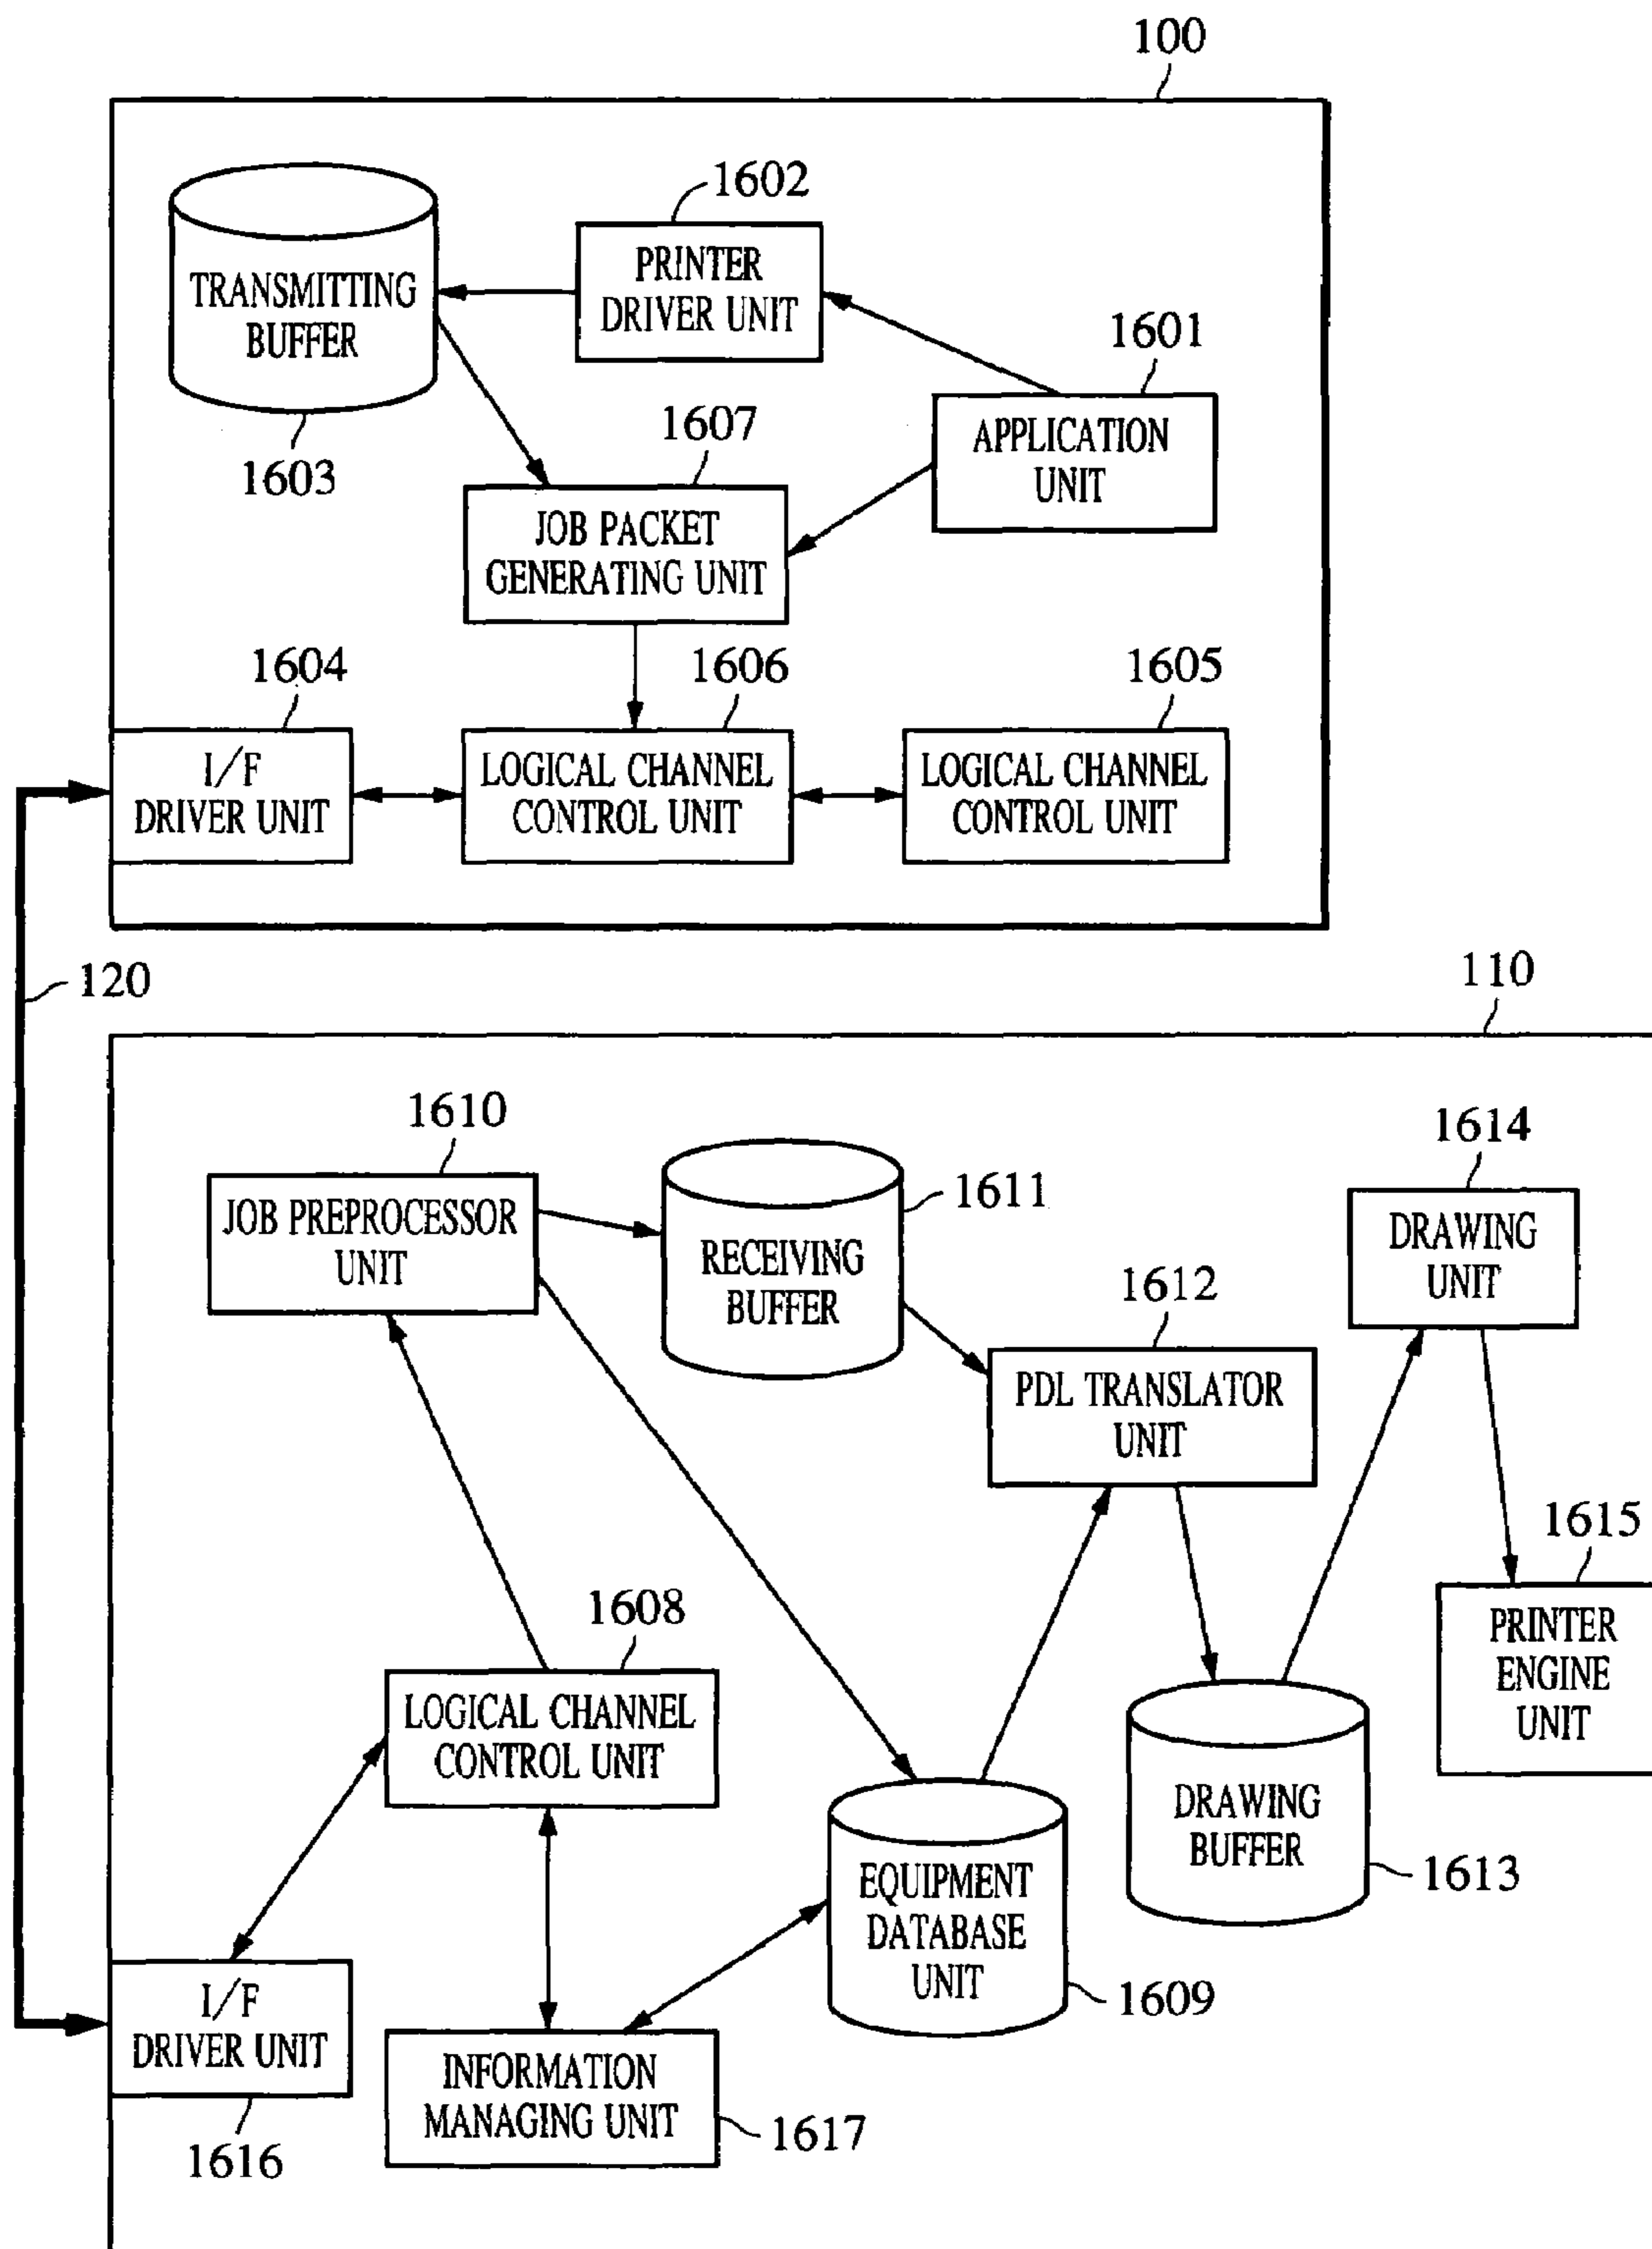 100
1602
PRINTER
DRIVER UNIT
TRANSMITTING
BUFFER
1603
1601
APPLICATION
UNIT
1607
JOB PACKET
GENERATING UNIT
1604
I/F
DRIVER UNIT
1606
LOGICAL CHANNEL
CONTROL UNIT
1605
LOGICAL CHANNEL
CONTROL UNIT
120
110
1610
JOB PREPROCESSOR
UNIT
1611
RECEIVING
BUFFER
1614
DRAWING
UNIT
1612
PDL TRANSLATOR
UNIT
1615
PRINTER
ENGINE
UNIT
1608
LOGICAL CHANNEL
CONTROL UNIT
DRAWING
BUFFER
1613
EQUIPMENT
DATABASE
UNIT
1609
I/F
DRIVER UNIT
1616
INFORMATION
MANAGING UNIT
1617